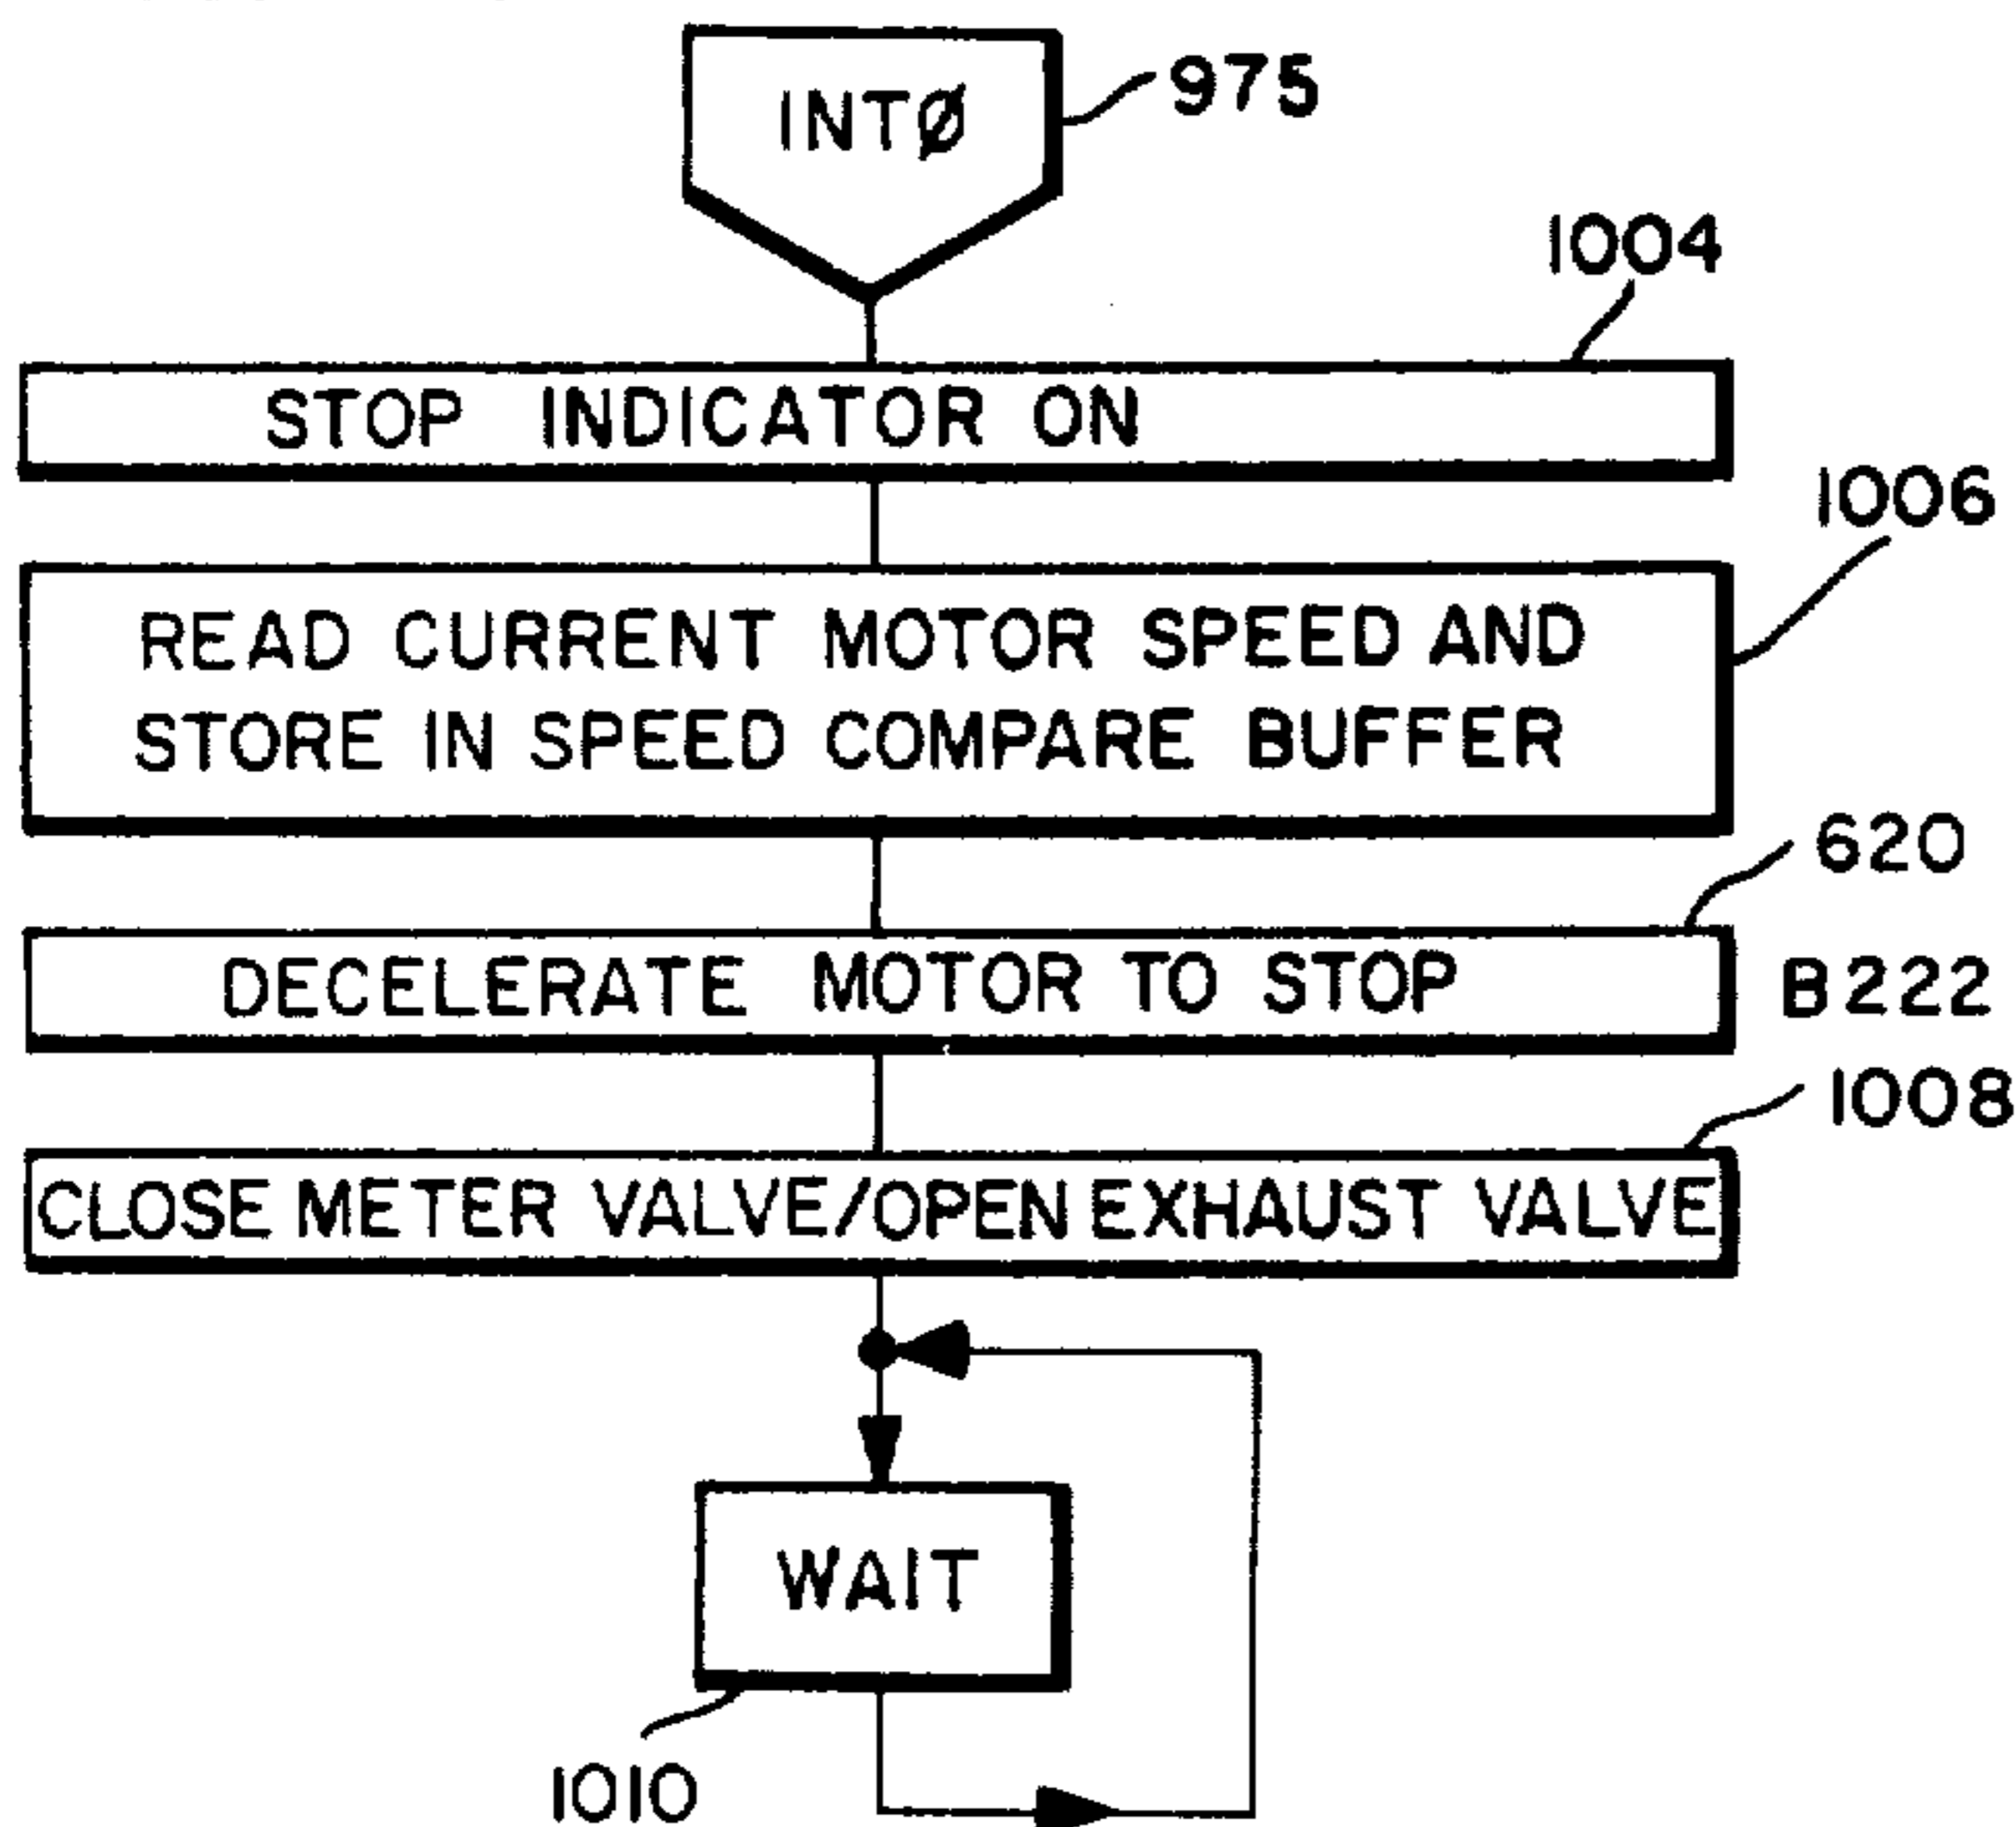 INTØ
975
1004
STOP INDICATOR ON
1006
READ CURRENT MOTOR SPEED AND
STORE IN SPEED COMPARE BUFFER
620
DECELERATE MOTOR TO STOP
B222
1008
CLOSE METER VALVE/OPEN EXHAUST VALVE
WAIT
1010